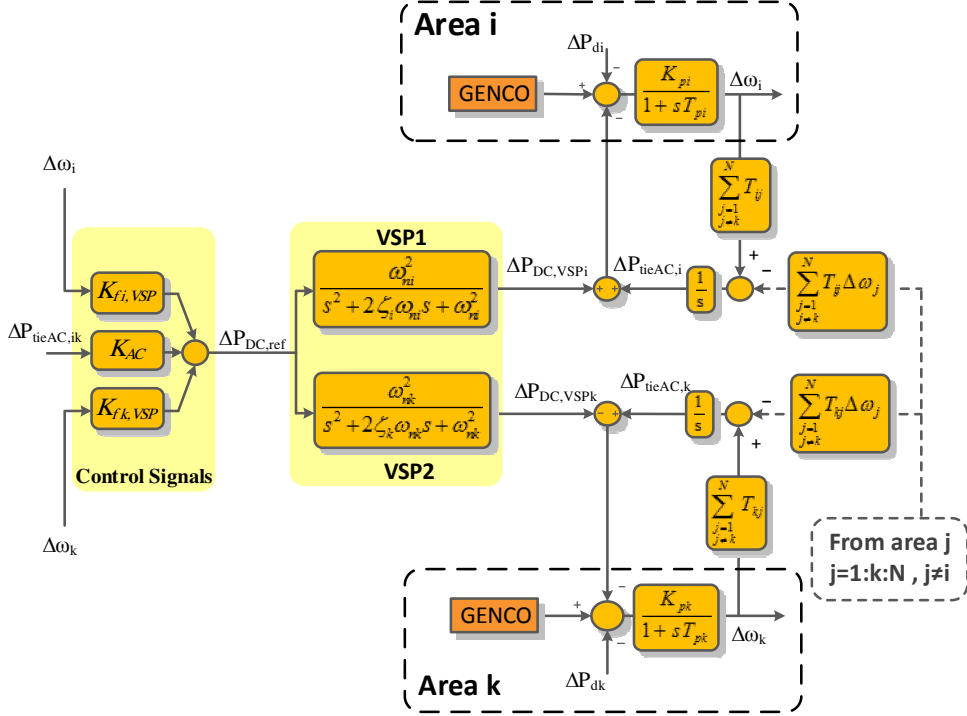 Area i
ΔP_di
GENCO
+
−
−
K_pi
1 + sT_pi
Δω_i
Δω_i
N
∑ T_ij
j=1
j≠k
VSP1
ω_ni^2
s^2 + 2ζ_i ω_ni s + ω_ni^2
ΔP_DC,VSPi
+ +
ΔP_tieAC,i
1
s
+
−
N
∑ T_ij Δω_j
j=1
j≠k
K_fi,VSP
ΔP_tieAC,ik
K_AC
ΔP_DC,ref
K_fk,VSP
Control Signals
ω_nk^2
s^2 + 2ζ_k ω_nk s + ω_nk^2
VSP2
ΔP_DC,VSPk
− +
ΔP_tieAC,k
1
s
−
+
N
∑ T_kj Δω_j
j=1
j≠k
N
∑ T_kj
j=1
j≠k
Δω_k
From area j
j=1:k:N , j≠i
GENCO
+
−
−
K_pk
1 + sT_pk
Δω_k
Area k
ΔP_dk